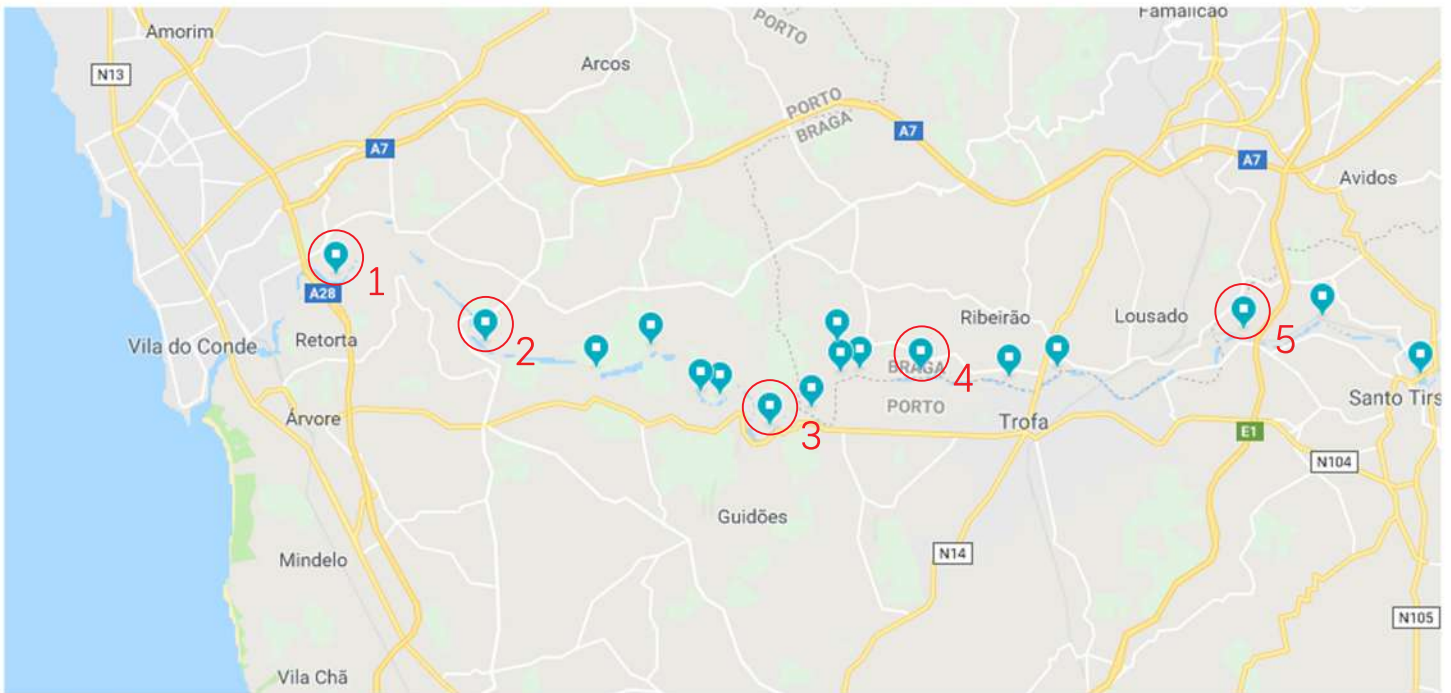 Amorim
PORTO
Famalicão
N13
Arcos
PORTO
BRAGA
A7
A7
A7
Avidos
1
A28
2
Retorta
Vila do Conde
Ribeirão
Lousado
5
BRAGA
4
PORTO
Santo Tirs
Árvore
3
Trofa
E1
N104
Guidões
N14
Mindelo
N105
Vila Chã